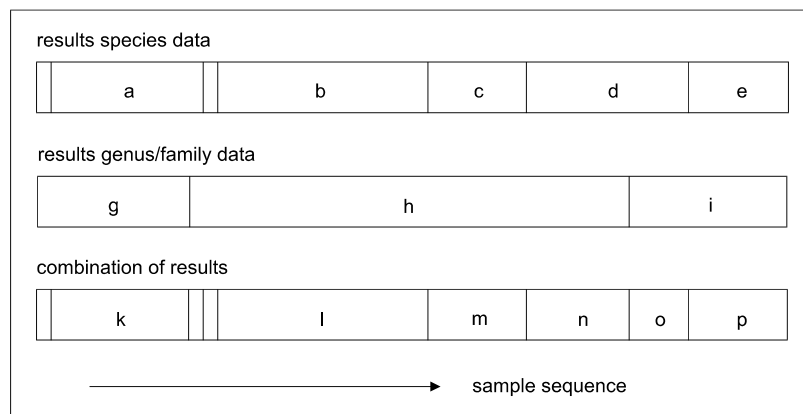 results species data
a b c d e
results genus/family data
g h i
combination of results
k l m n o p
sample sequence